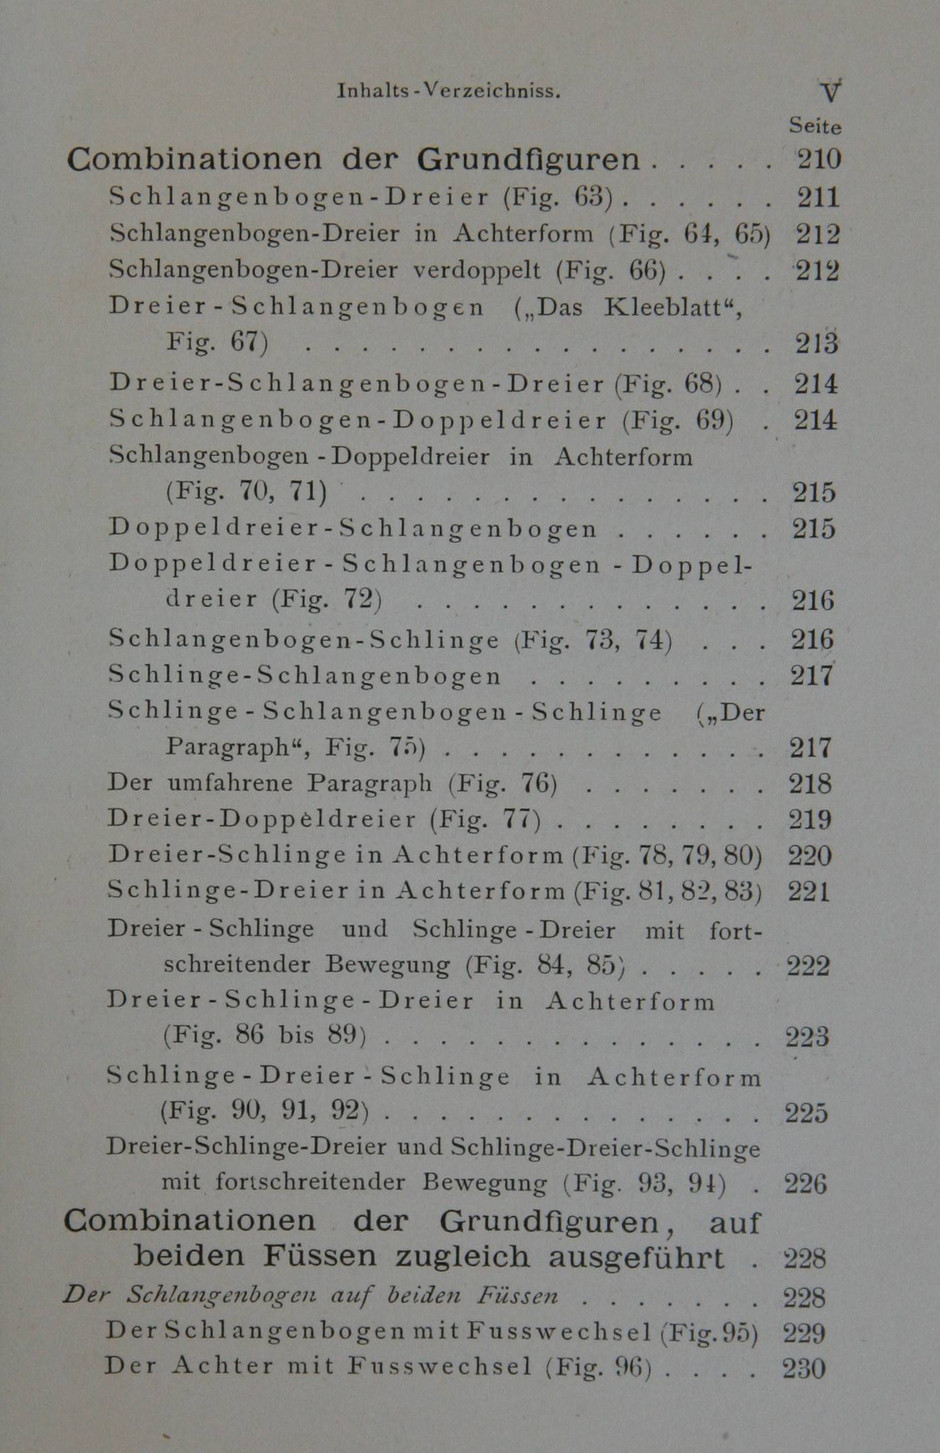 Inhalts-Verzeichniss. V
Seite
Combinationen der Grundfiguren . . . . . 210
Schlangenbogen-Dreier (Fig. 63) . . . . . . 211
Schlangenbogen-Dreier in Achterform (Fig. 64, 65) 212
Schlangenbogen-Dreier verdoppelt (Fig. 66) . . . . 212
Dreier-Schlangenbogen („Das Kleeblatt“,
Fig. 67) . . . . . . . . . . . . . . . . . 213
Dreier-Schlangenbogen-Dreier (Fig. 68) . . 214
Schlangenbogen-Doppeldreier (Fig. 69) . 214
Schlangenbogen-Doppeldreier in Achterform
(Fig. 70, 71) . . . . . . . . . . . . . . . 215
Doppeldreier-Schlangenbogen . . . . . . 215
Doppeldreier-Schlangenbogen-Doppel-
dreier (Fig. 72) . . . . . . . . . . . . . 216
Schlangenbogen-Schlinge (Fig. 73, 74) . . . 216
Schlinge-Schlangenbogen . . . . . . . . . 217
Schlinge-Schlangenbogen-Schlinge („Der
Paragraph“, Fig. 75) . . . . . . . . . . . . 217
Der umfahrene Paragraph (Fig. 76) . . . . . . . 218
Dreier-Doppeldreier (Fig. 77) . . . . . . . . 219
Dreier-Schlinge in Achterform (Fig. 78, 79, 80) 220
Schlinge-Dreier in Achterform (Fig. 81, 82, 83) 221
Dreier-Schlinge und Schlinge-Dreier mit fort-
schreitender Bewegung (Fig. 84, 85) . . . . . 222
Dreier-Schlinge-Dreier in Achterform
(Fig. 86 bis 89) . . . . . . . . . . . . . . 223
Schlinge-Dreier-Schlinge in Achterform
(Fig. 90, 91, 92) . . . . . . . . . . . . . . 225
Dreier-Schlinge-Dreier und Schlinge-Dreier-Schlinge
mit fortschreitender Bewegung (Fig. 93, 94) . 226
Combinationen der Grundfiguren, auf
beiden Füssen zugleich ausgeführt . 228
Der Schlangenbogen auf beiden Füssen . . . . . . . 228
Der Schlangenbogen mit Fusswechsel (Fig. 95) 229
Der Achter mit Fusswechsel (Fig. 96) . . . . 230